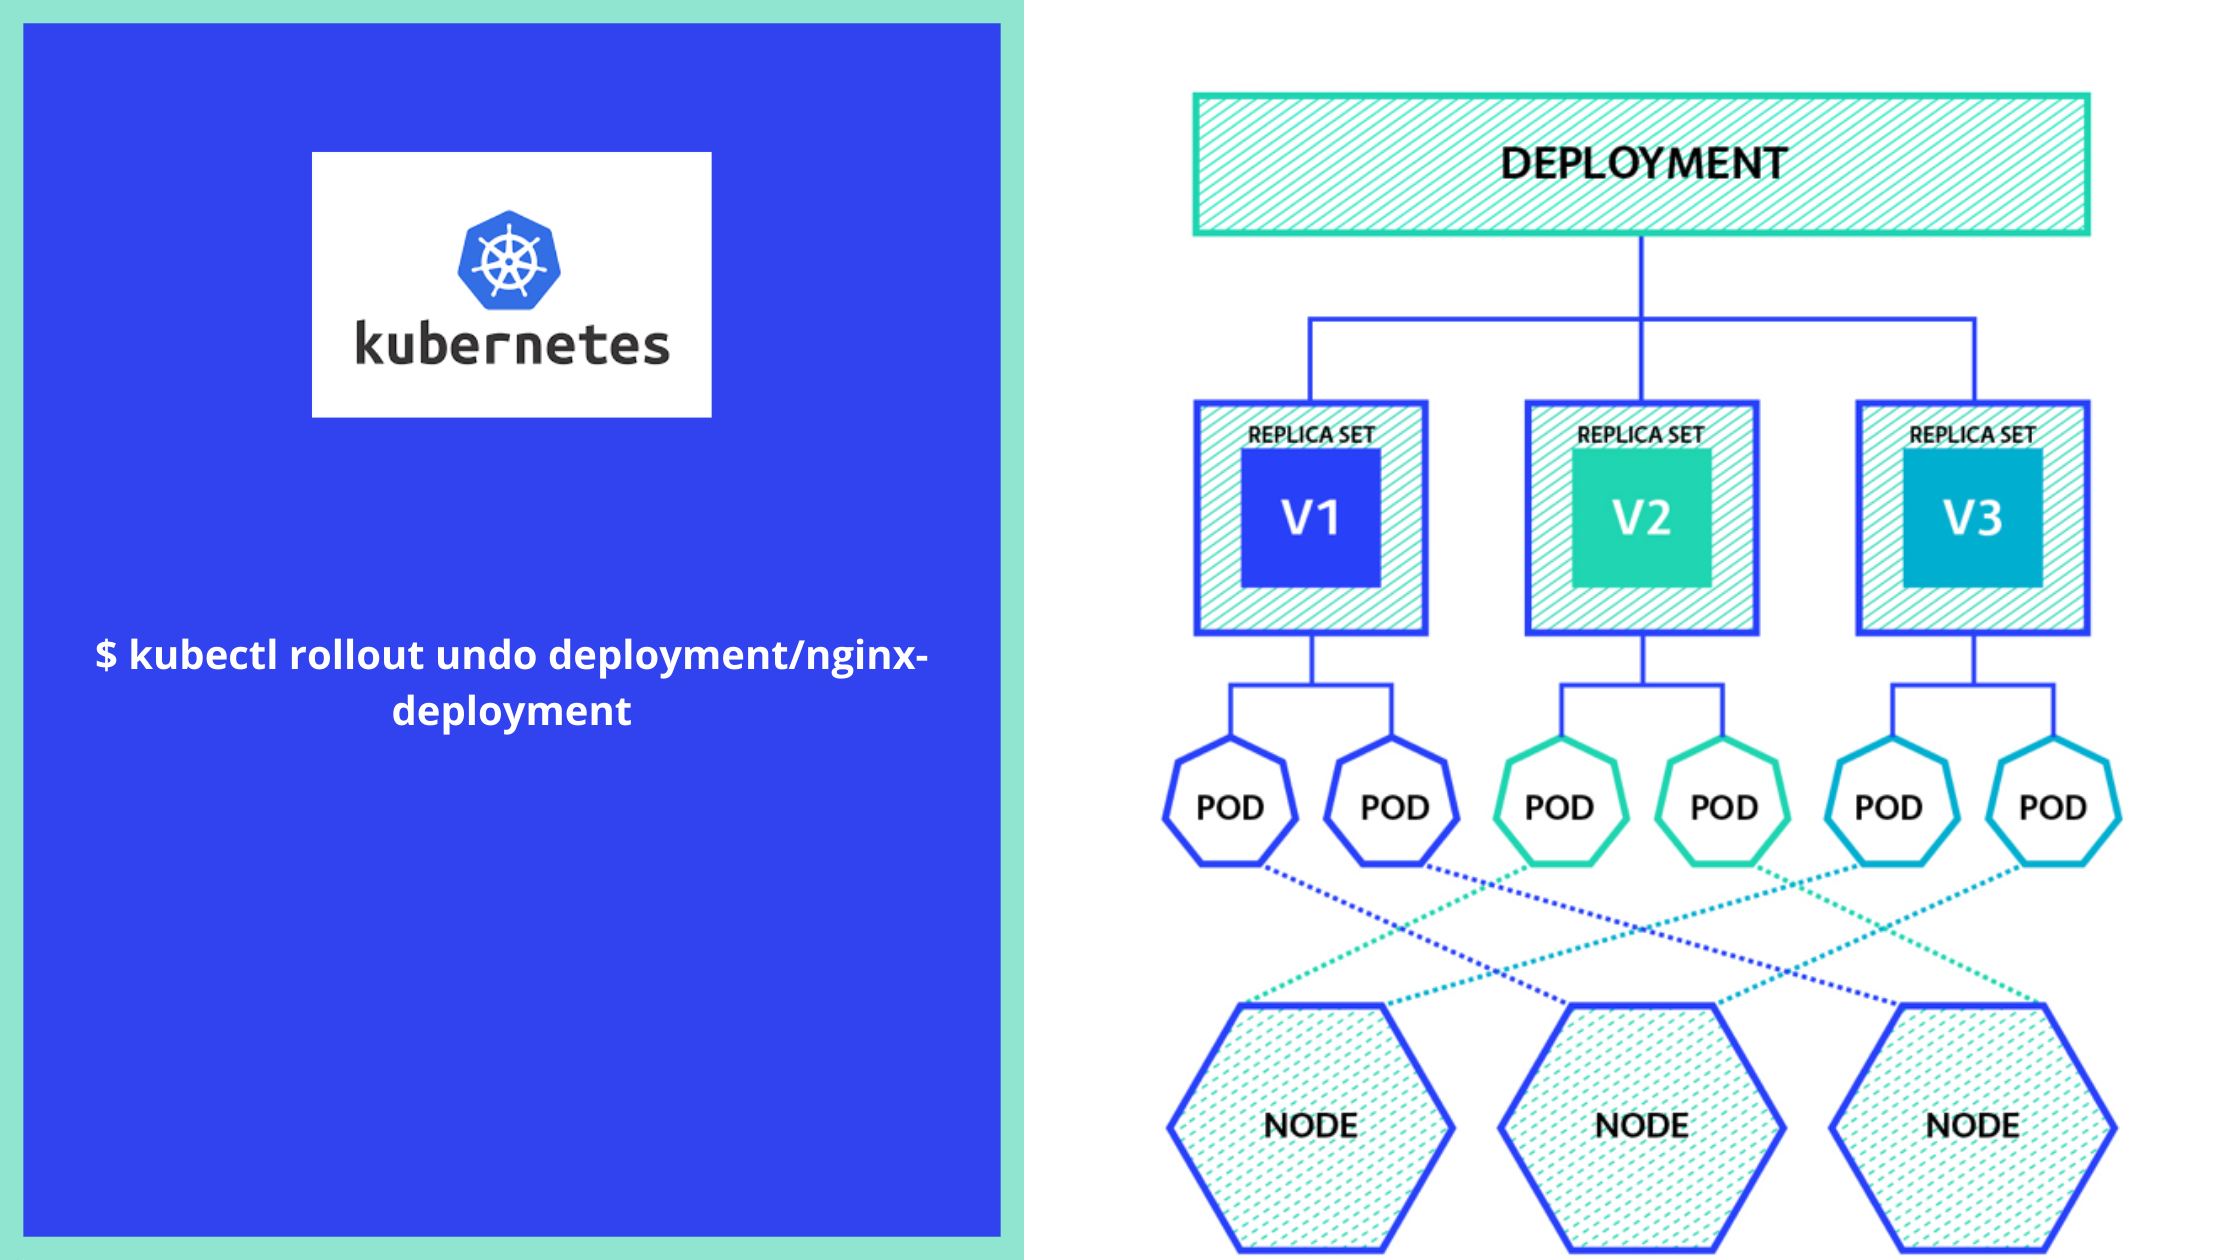 kubernetes
$ kubectl rollout undo deployment/nginx-
deployment
DEPLOYMENT
REPLICA SET
V1
REPLICA SET
V2
REPLICA SET
V3
POD
POD
POD
POD
POD
POD
NODE
NODE
NODE